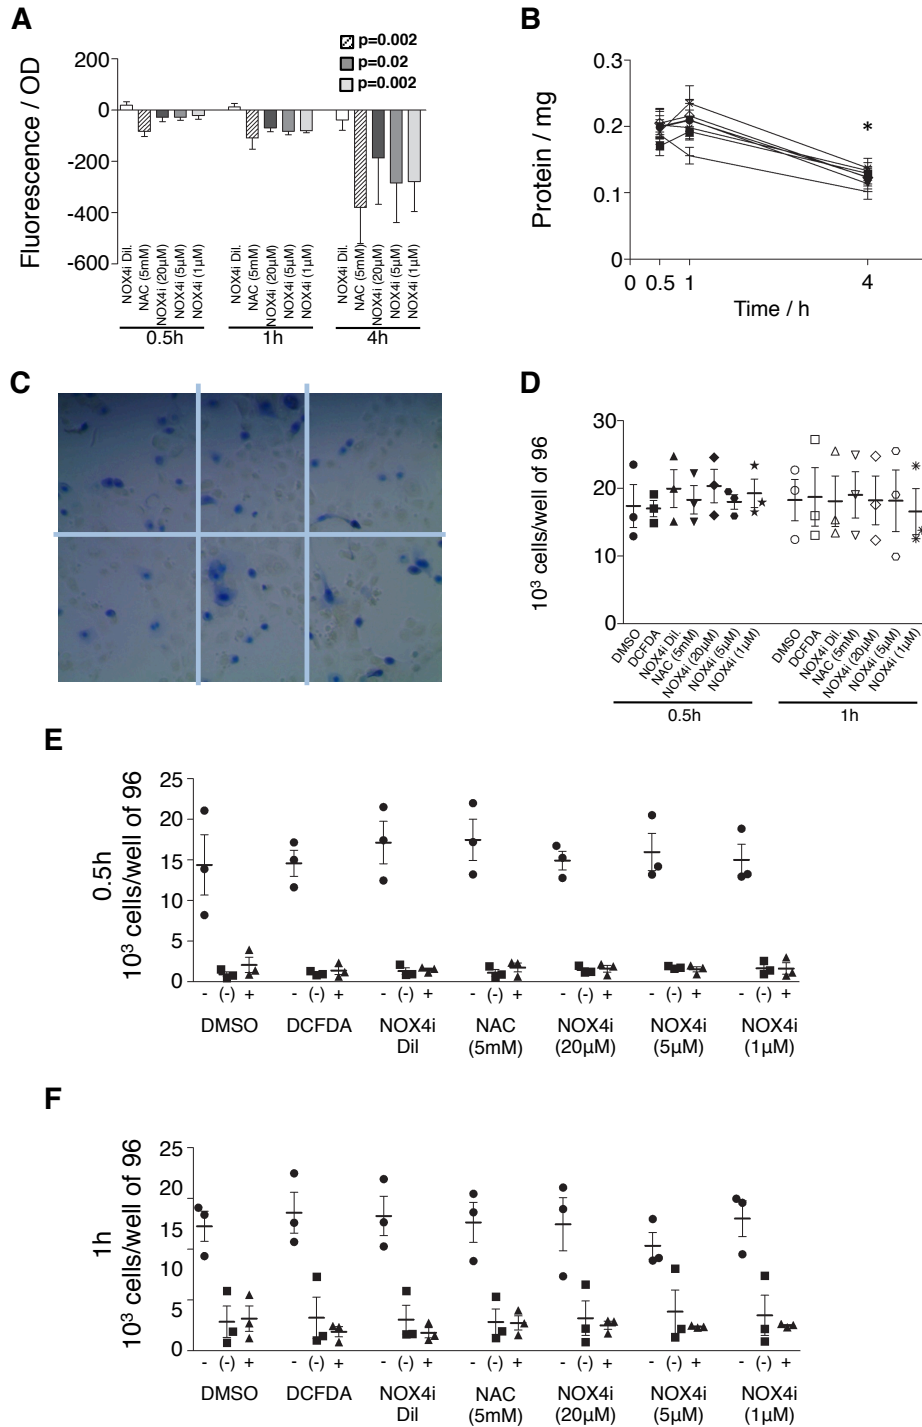 A
p=0.002
p=0.02
p=0.002
Fluorescence / OD
200
0
-200
-400
-600
NOX4i Dil.
NAC (5mM)
NOX4i (20µM)
NOX4i (5µM)
NOX4i (1µM)
NOX4i Dil.
NAC (5mM)
NOX4i (20µM)
NOX4i (5µM)
NOX4i (1µM)
NOX4i Dil.
NAC (5mM)
NOX4i (20µM)
NOX4i (5µM)
NOX4i (1µM)
0.5h 1h 4h
B
Protein / mg
0.3
0.2
0.1
0
*
0 0.5 1 4
Time / h
C
D
10³ cells/well of 96
30
20
10
0
DMSO
DCFDA
NOX4i Dil.
NAC (5mM)
NOX4i (20µM)
NOX4i (5µM)
NOX4i (1µM)
DMSO
DCFDA
NOX4i Dil.
NAC (5mM)
NOX4i (20µM)
NOX4i (5µM)
NOX4i (1µM)
0.5h 1h
E
0.5h
10³ cells/well of 96
25
20
15
10
5
0
- (-) + - (-) + - (-) + - (-) + - (-) + - (-) + - (-) +
DMSO DCFDA NOX4i NAC NOX4i NOX4i NOX4i
Dil (5mM) (20µM) (5µM) (1µM)
F
1h
10³ cells/well of 96
25
20
15
10
5
0
- (-) + - (-) + - (-) + - (-) + - (-) + - (-) + - (-) +
DMSO DCFDA NOX4i NAC NOX4i NOX4i NOX4i
Dil (5mM) (20µM) (5µM) (1µM)